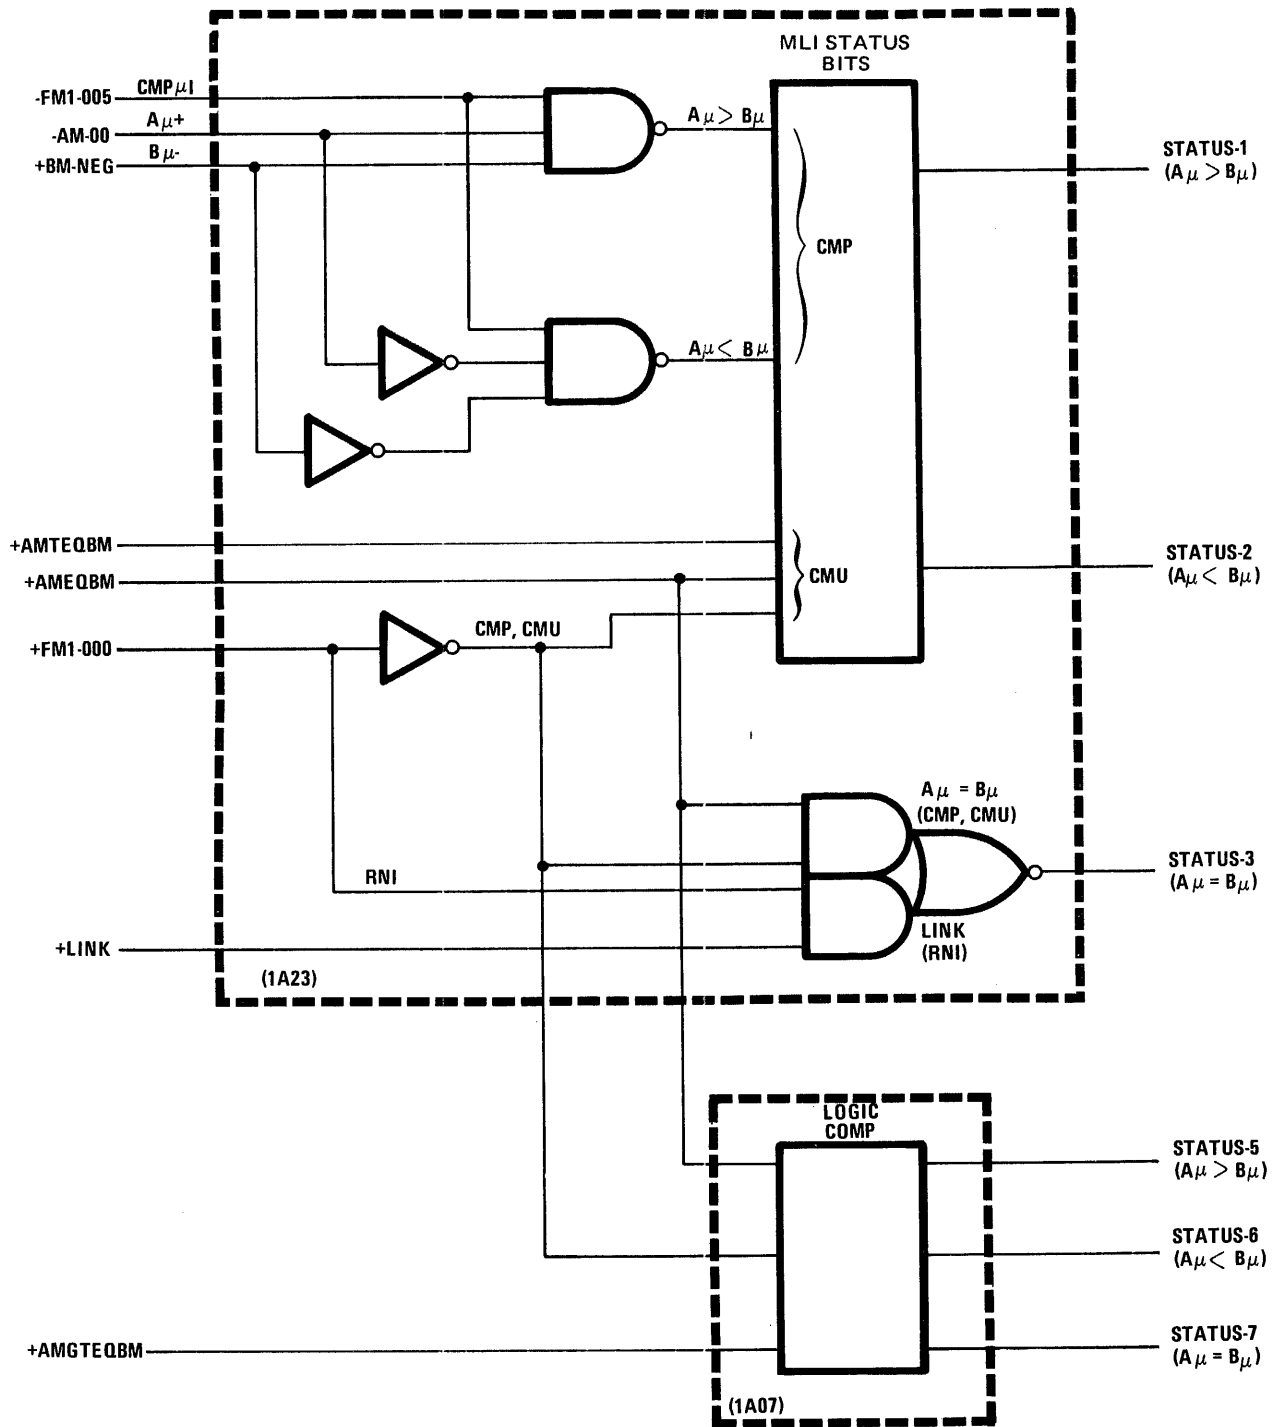 MLI STATUS
BITS
-FM1-005
CMPμI
-AM-00
Aμ+
+BM-NEG
Bμ-
Aμ > Bμ
STATUS-1
(Aμ > Bμ)
CMP
Aμ < Bμ
+AMTEQBM
STATUS-2
(Aμ < Bμ)
+AMEQBM
CMU
+FM1-000
CMP, CMU
Aμ = Bμ
(CMP, CMU)
STATUS-3
(Aμ = Bμ)
RNI
LINK
(RNI)
+LINK
(1A23)
LOGIC
COMP
STATUS-5
(Aμ > Bμ)
STATUS-6
(Aμ < Bμ)
+AMGTEQBM
STATUS-7
(Aμ = Bμ)
(1A07)